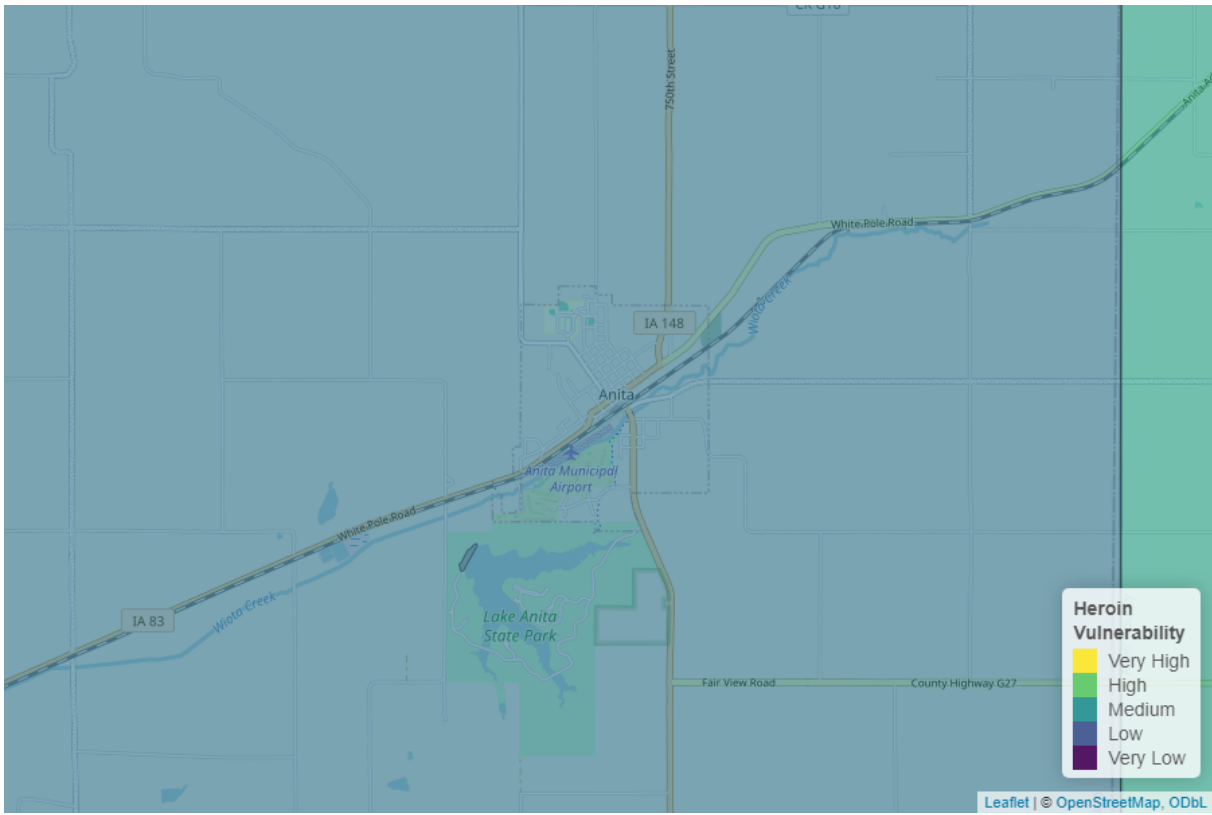 CR G18
750th Street
White Pole Road
Wiota Creek
IA 148
Anita
Anita Municipal
Airport
White Pole Road
Lake Anita
State Park
IA 83
Wiota Creek
Fair View Road
County Highway G27
Heroin
Vulnerability
Very High
High
Medium
Low
Very Low
Leaflet | © OpenStreetMap, ODbL